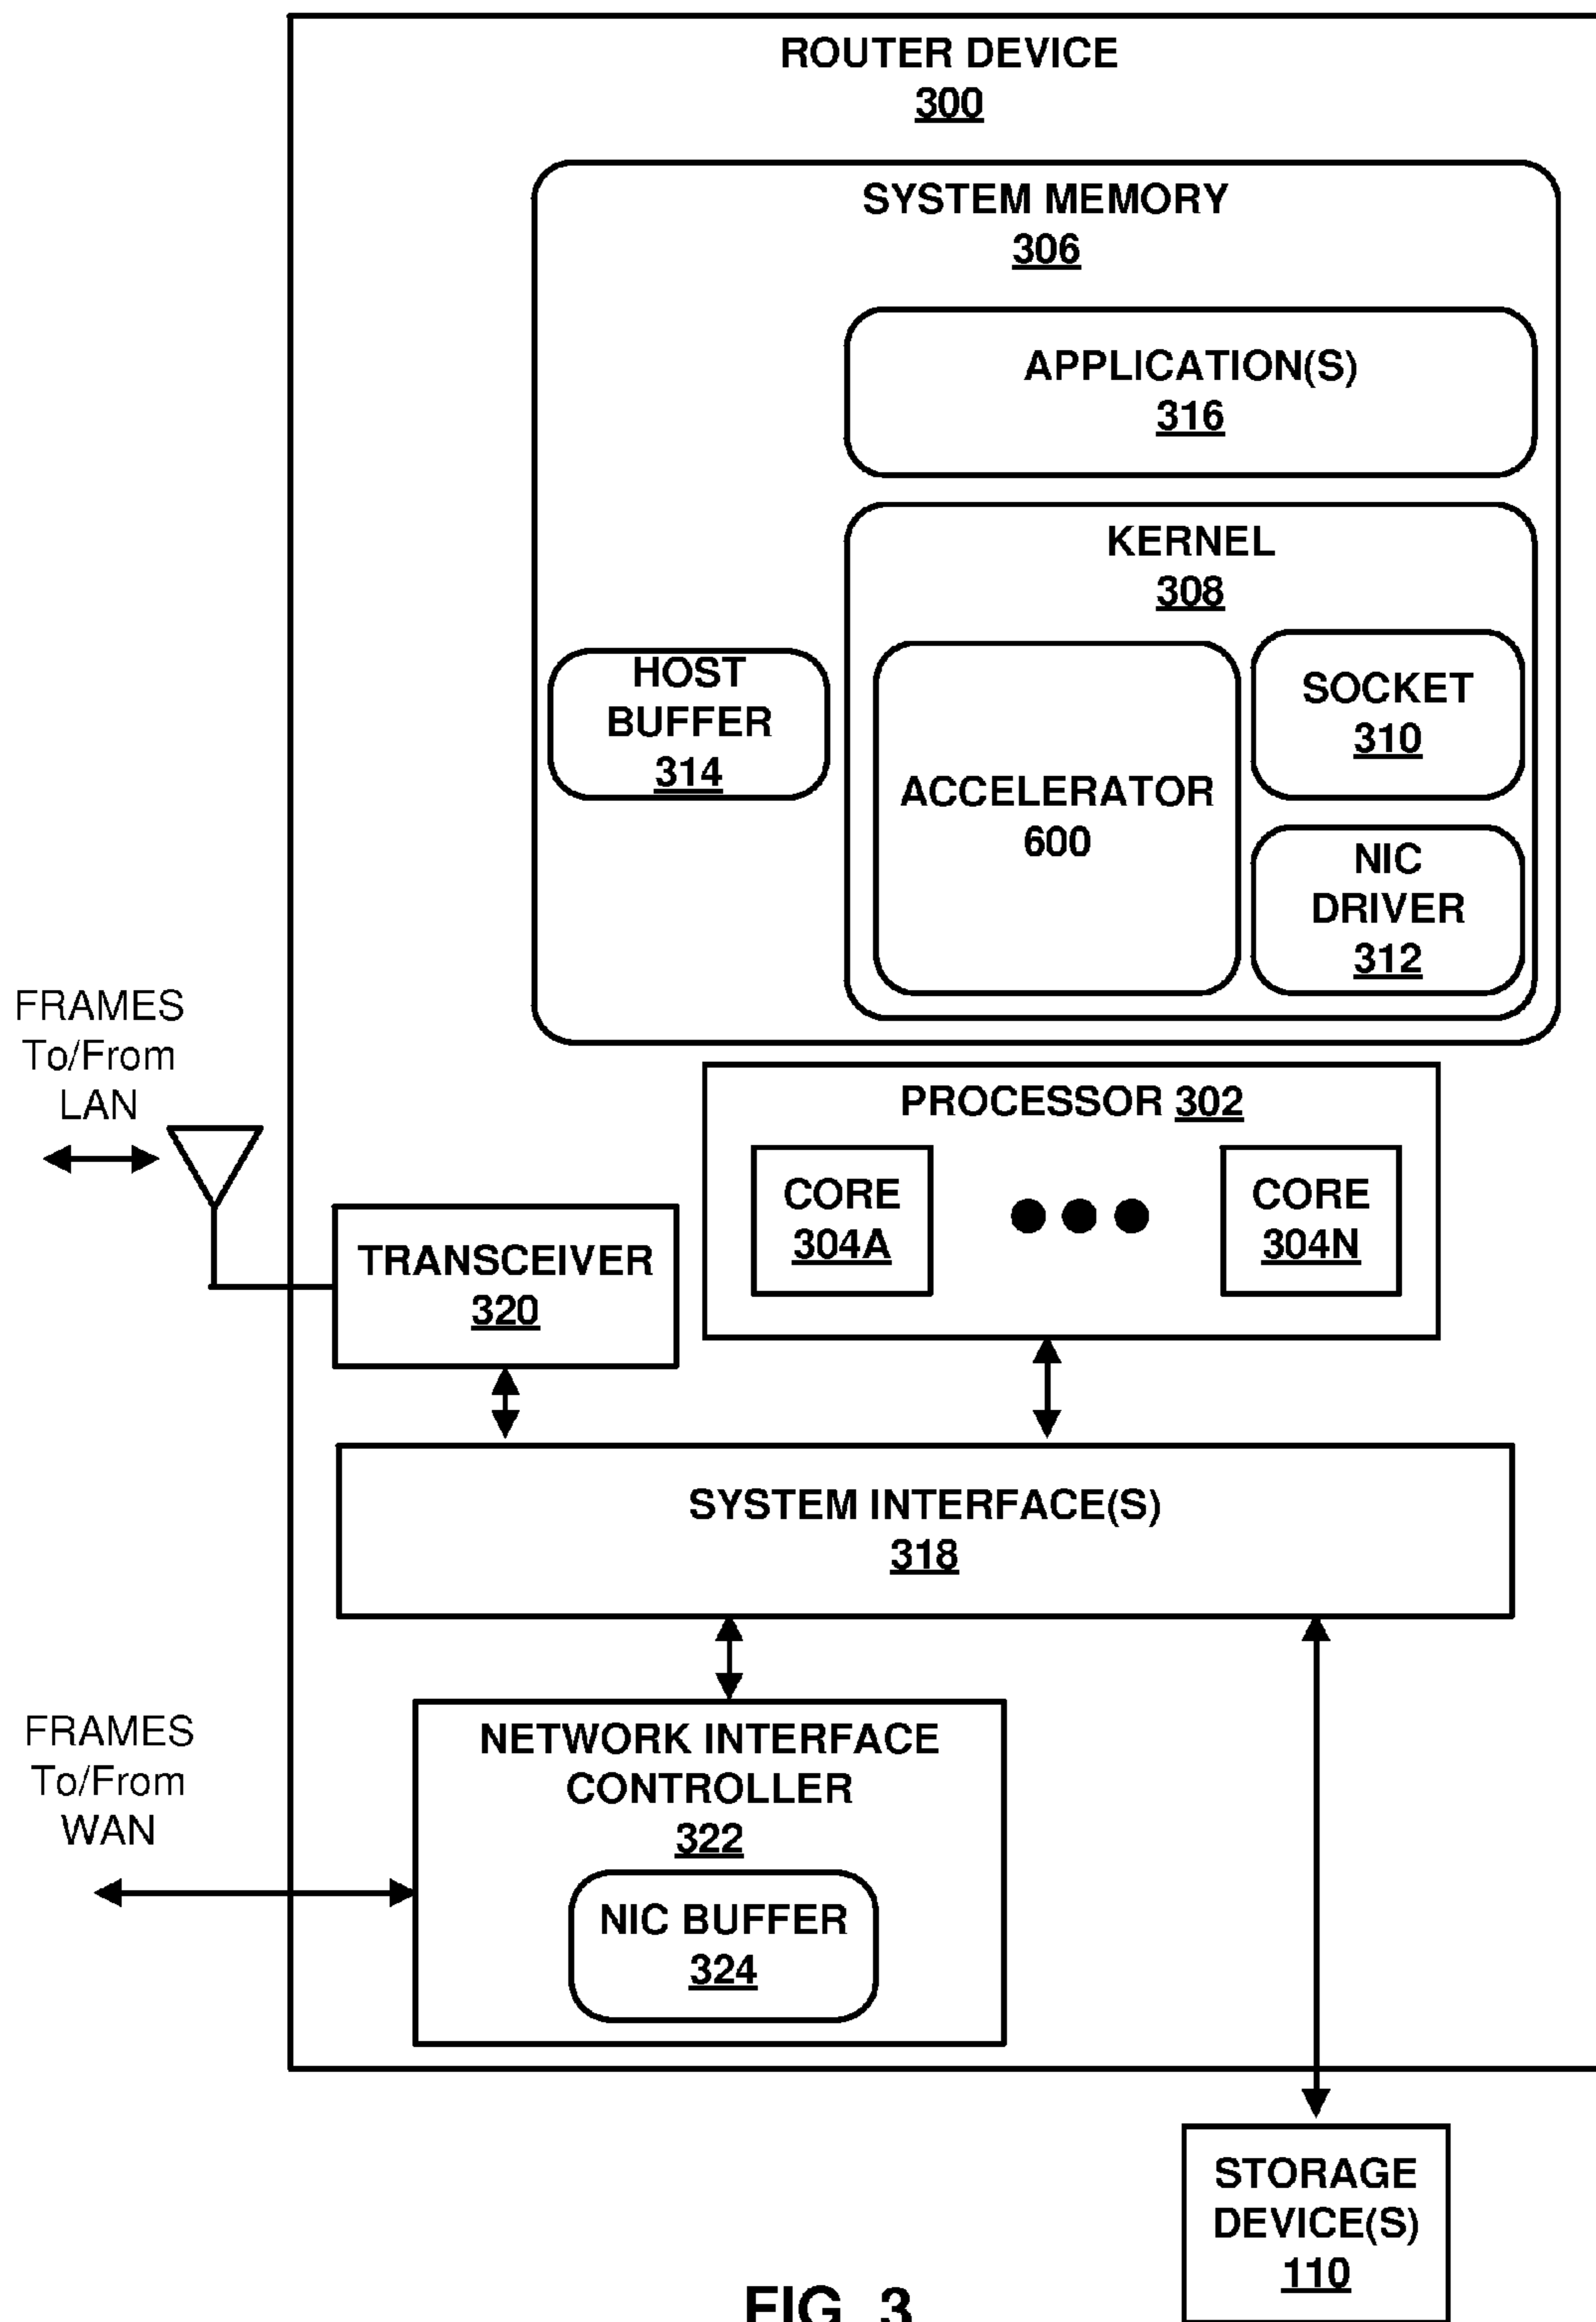 ROUTER DEVICE
300
SYSTEM MEMORY
306
APPLICATION(S)
316
KERNEL
308
HOST
BUFFER
314
ACCELERATOR
600
SOCKET
310
NIC
DRIVER
312
FRAMES
To/From
LAN
PROCESSOR 302
CORE
304A
CORE
304N
TRANSCEIVER
320
SYSTEM INTERFACE(S)
318
FRAMES
To/From
WAN
NETWORK INTERFACE
CONTROLLER
322
NIC BUFFER
324
STORAGE
DEVICE(S)
110
FIG. 3